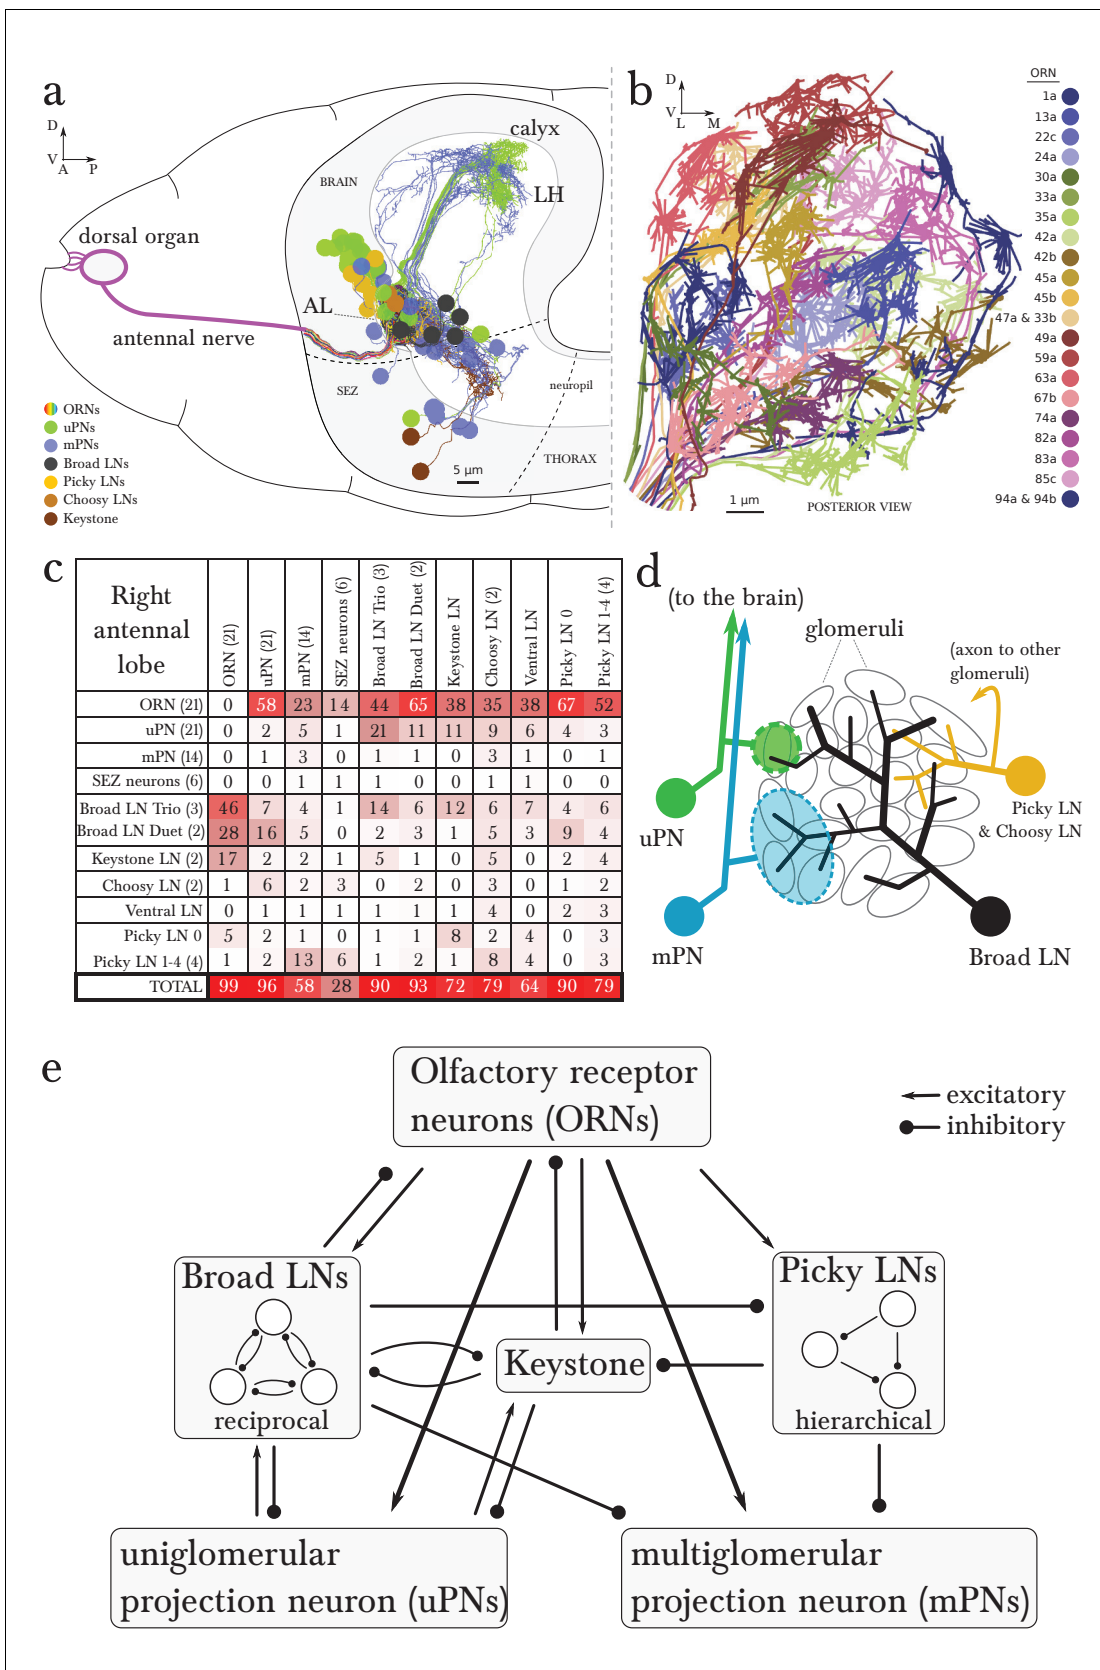 a
D
V
A
P
BRAIN
calyx
LH
dorsal organ
AL
antennal nerve
SEZ
neuropil
THORAX
5 µm
ORNs
uPNs
mPNs
Broad LNs
Picky LNs
Choosy LNs
Keystone
b
D
V
L
M
ORN
1a
13a
22c
24a
30a
33a
35a
42a
42b
45a
45b
47a & 33b
49a
59a
63a
67b
74a
82a
83a
85c
94a & 94b
1 µm
POSTERIOR VIEW
c
Right antennal lobe
ORN (21) uPN (21) mPN (14) SEZ neurons (6) Broad LN Trio (3) Broad LN Duet (2) Keystone LN Choosy LN (2) Ventral LN Picky LN 0 Picky LN 1-4 (4)
ORN (21) 0 58 23 14 44 65 38 35 38 67 52
uPN (21) 0 2 5 1 21 11 11 9 6 4 3
mPN (14) 0 1 3 0 1 1 0 3 1 0 1
SEZ neurons (6) 0 0 1 1 1 0 0 1 1 0 0
Broad LN Trio (3) 46 7 4 1 14 6 12 6 7 4 6
Broad LN Duet (2) 28 16 5 0 2 3 1 5 3 9 4
Keystone LN (2) 17 2 2 1 5 1 0 5 0 2 4
Choosy LN (2) 1 6 2 3 0 2 0 3 0 1 2
Ventral LN 0 1 1 1 1 1 1 4 0 2 3
Picky LN 0 5 2 1 0 1 1 8 2 4 0 3
Picky LN 1-4 (4) 1 2 13 6 1 2 1 8 4 0 3
TOTAL 99 96 58 28 90 93 72 79 64 90 79
d
(to the brain)
glomeruli
(axon to other
glomeruli)
uPN
Picky LN
& Choosy LN
mPN
Broad LN
e
Olfactory receptor
neurons (ORNs)
excitatory
inhibitory
Broad LNs
reciprocal
Keystone
Picky LNs
hierarchical
uniglomerular
projection neuron (uPNs)
multiglomerular
projection neuron (mPNs)